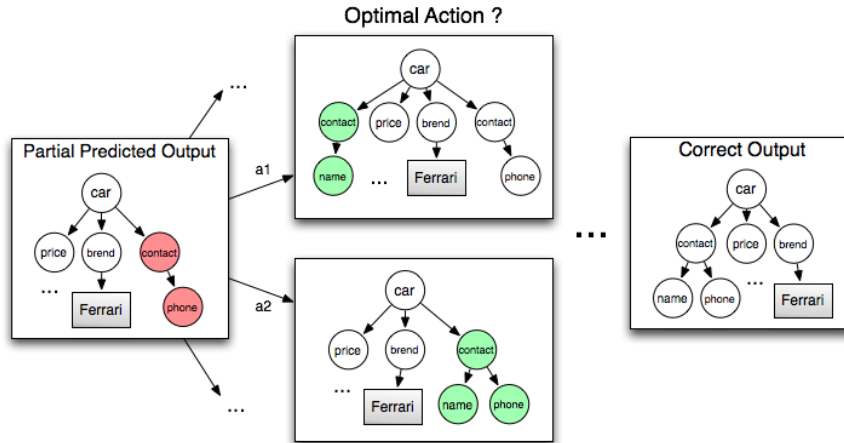 Optimal Action ?
...
Partial Predicted Output
car
price
brend
contact
...
Ferrari
phone
a1
a2
...
car
contact
price
brend
contact
name
...
Ferrari
phone
car
price
brend
contact
...
Ferrari
name
phone
...
Correct Output
car
contact
price
brend
name
phone
...
Ferrari